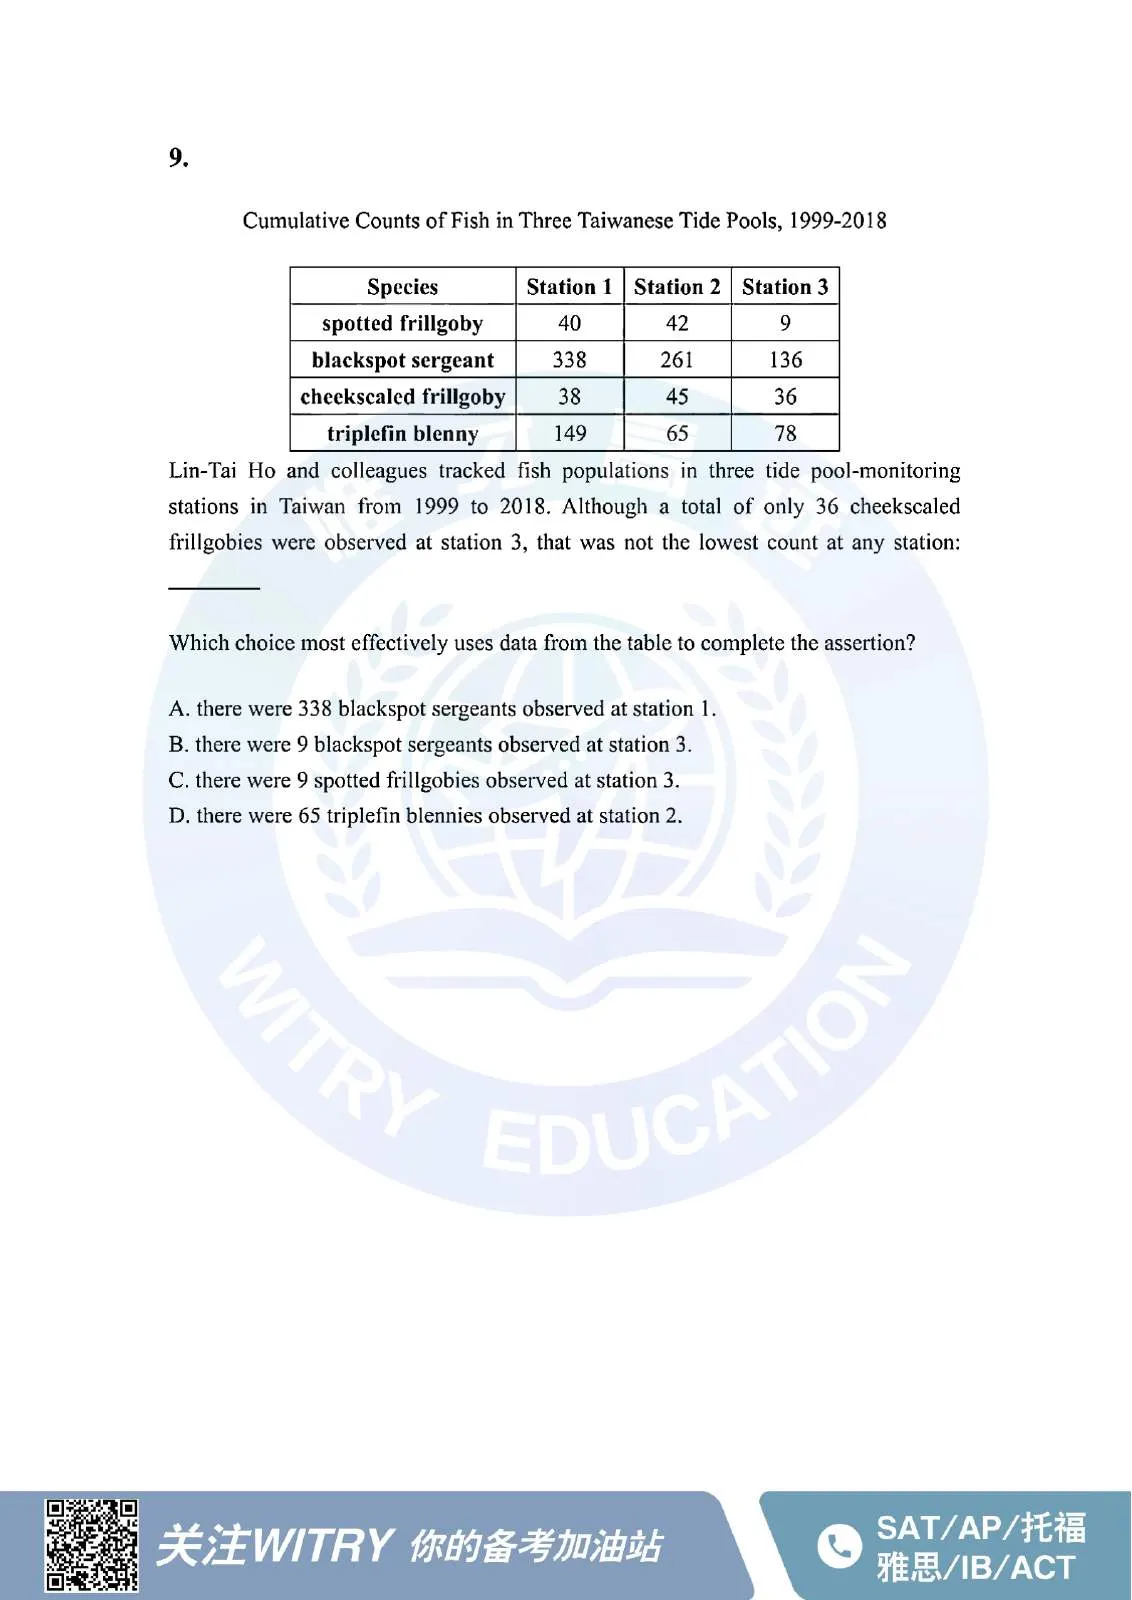 9.
Cumulative Counts of Fish in Three Taiwanese Tide Pools, 1999-2018
Species Station 1 Station 2 Station 3
spotted frillgoby 40 42 9
blackspot sergeant 338 261 136
cheekscaled frillgoby 38 45 36
triplefin blenny 149 65 78
Lin-Tai Ho and colleagues tracked fish populations in three tide pool-monitoring
stations in Taiwan from 1999 to 2018. Although a total of only 36 cheekscaled
frillgobies were observed at station 3, that was not the lowest count at any station:
Which choice most effectively uses data from the table to complete the assertion?
A. there were 338 blackspot sergeants observed at station 1.
B. there were 9 blackspot sergeants observed at station 3.
C. there were 9 spotted frillgobies observed at station 3.
D. there were 65 triplefin blennies observed at station 2.
WITRY EDUCATION
关注WITRY 你的备考加油站
SAT/AP/托福
雅思/IB/ACT